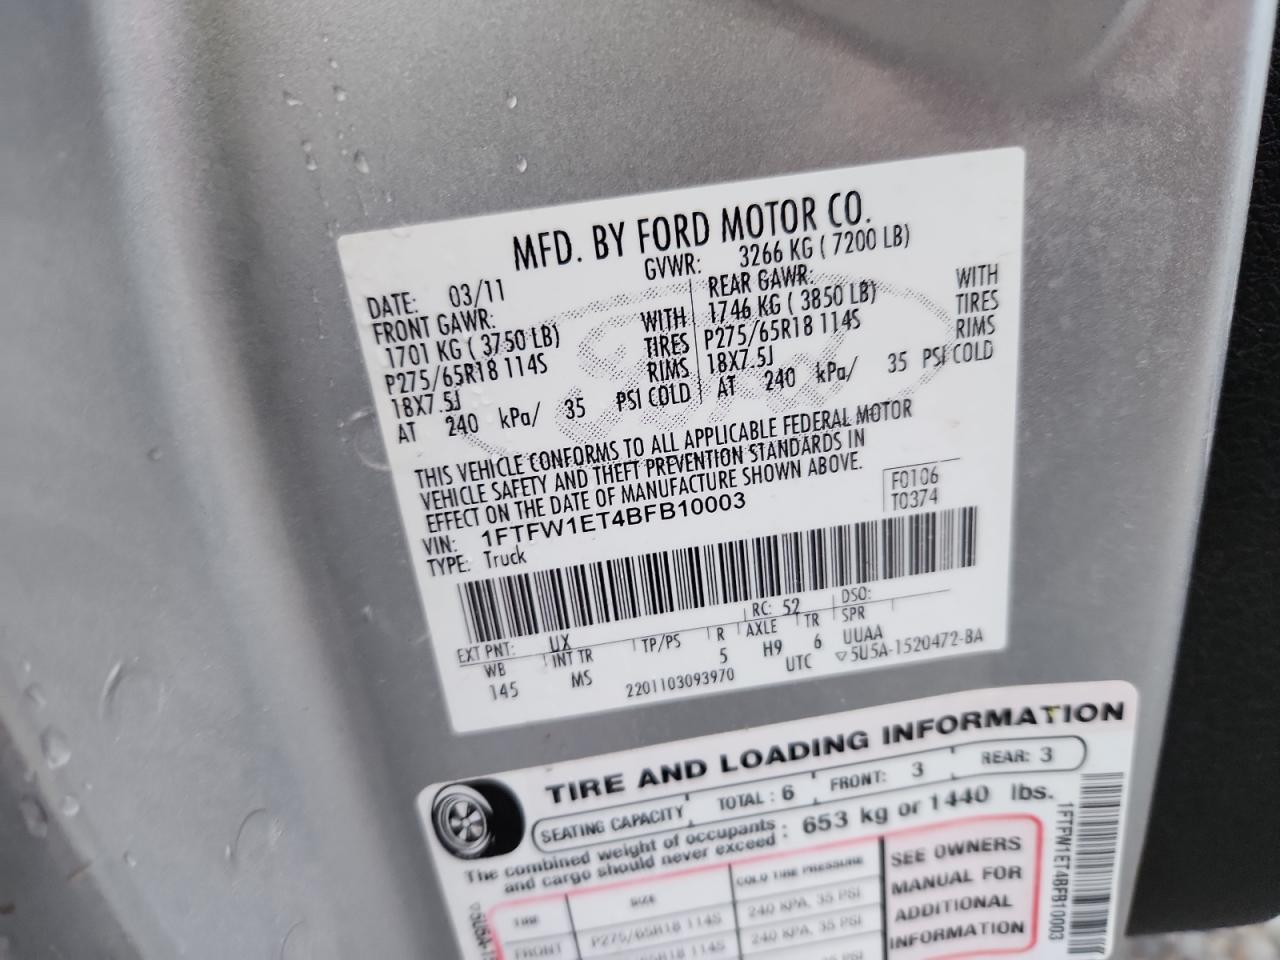 MFD. BY FORD MOTOR CO.
DATE: 03/11 GVWR: 3266 KG ( 7200 LB)
FRONT GAWR: REAR GAWR:
1701 KG ( 3750 LB) WITH 1746 KG ( 3850 LB) WITH
P275/65R18 114S TIRES P275/65R18 114S TIRES
18X7.5J RIMS 18X7.5J RIMS
AT 240 kPa/ 35 PSI COLD AT 240 kPa/ 35 PSI COLD
THIS VEHICLE CONFORMS TO ALL APPLICABLE FEDERAL MOTOR
VEHICLE SAFETY AND THEFT PREVENTION STANDARDS IN
EFFECT ON THE DATE OF MANUFACTURE SHOWN ABOVE.
F0106
VIN: 1FTFW1ET4BFB10003 T0374
TYPE: Truck
EXT PNT: UX RC: 52 DSO:
WB INT TR TP/PS R AXLE TR SPR
145 MS 5 H9 6 UUAA
2201103093970 UTC ▽5U5A-1520472-BA
TIRE AND LOADING INFORMATION
SEATING CAPACITY TOTAL : 6 FRONT: 3 REAR: 3
The combined weight of occupants
and cargo should never exceed : 653 kg or 1440 lbs.
TIRE SIZE COLD TIRE PRESSURE
FRONT P275/65R18 114S 240 KPA, 35 PSI
114S 240 KPA, 35 PSI
PSI
SEE OWNERS
MANUAL FOR
ADDITIONAL
INFORMATION
1FTFW1ET4BFB10003
▽5U5A-